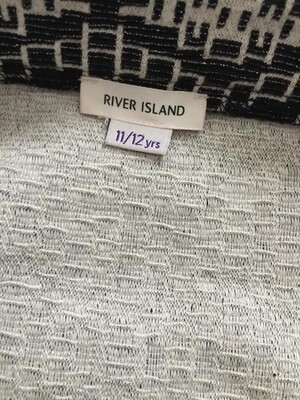 RIVER ISLAND
11/12 yrs